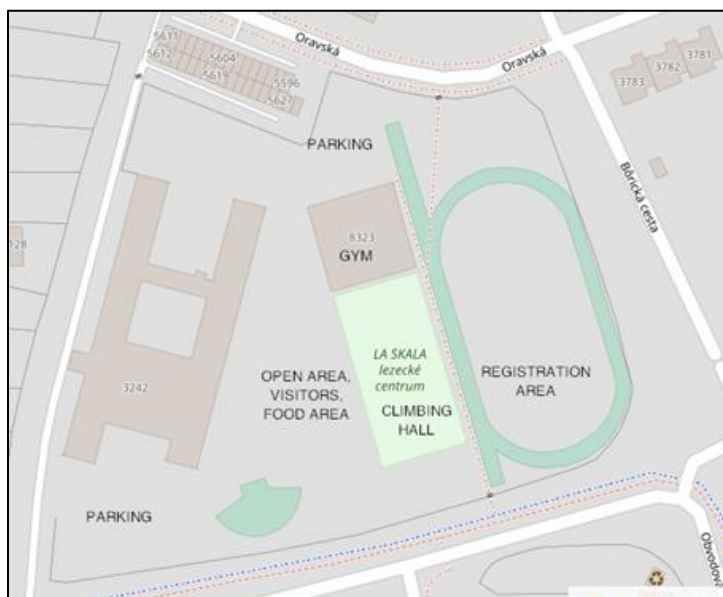 Oravská
Oravská
5611
5612
5604
5619
5596
5627
3781
3782
3783
PARKING
Bôrická cesta
128
8323
GYM
LA SKALA
lezecké
centrum
CLIMBING
HALL
OPEN AREA,
VISITORS,
FOOD AREA
REGISTRATION
AREA
3242
PARKING
Obvodová